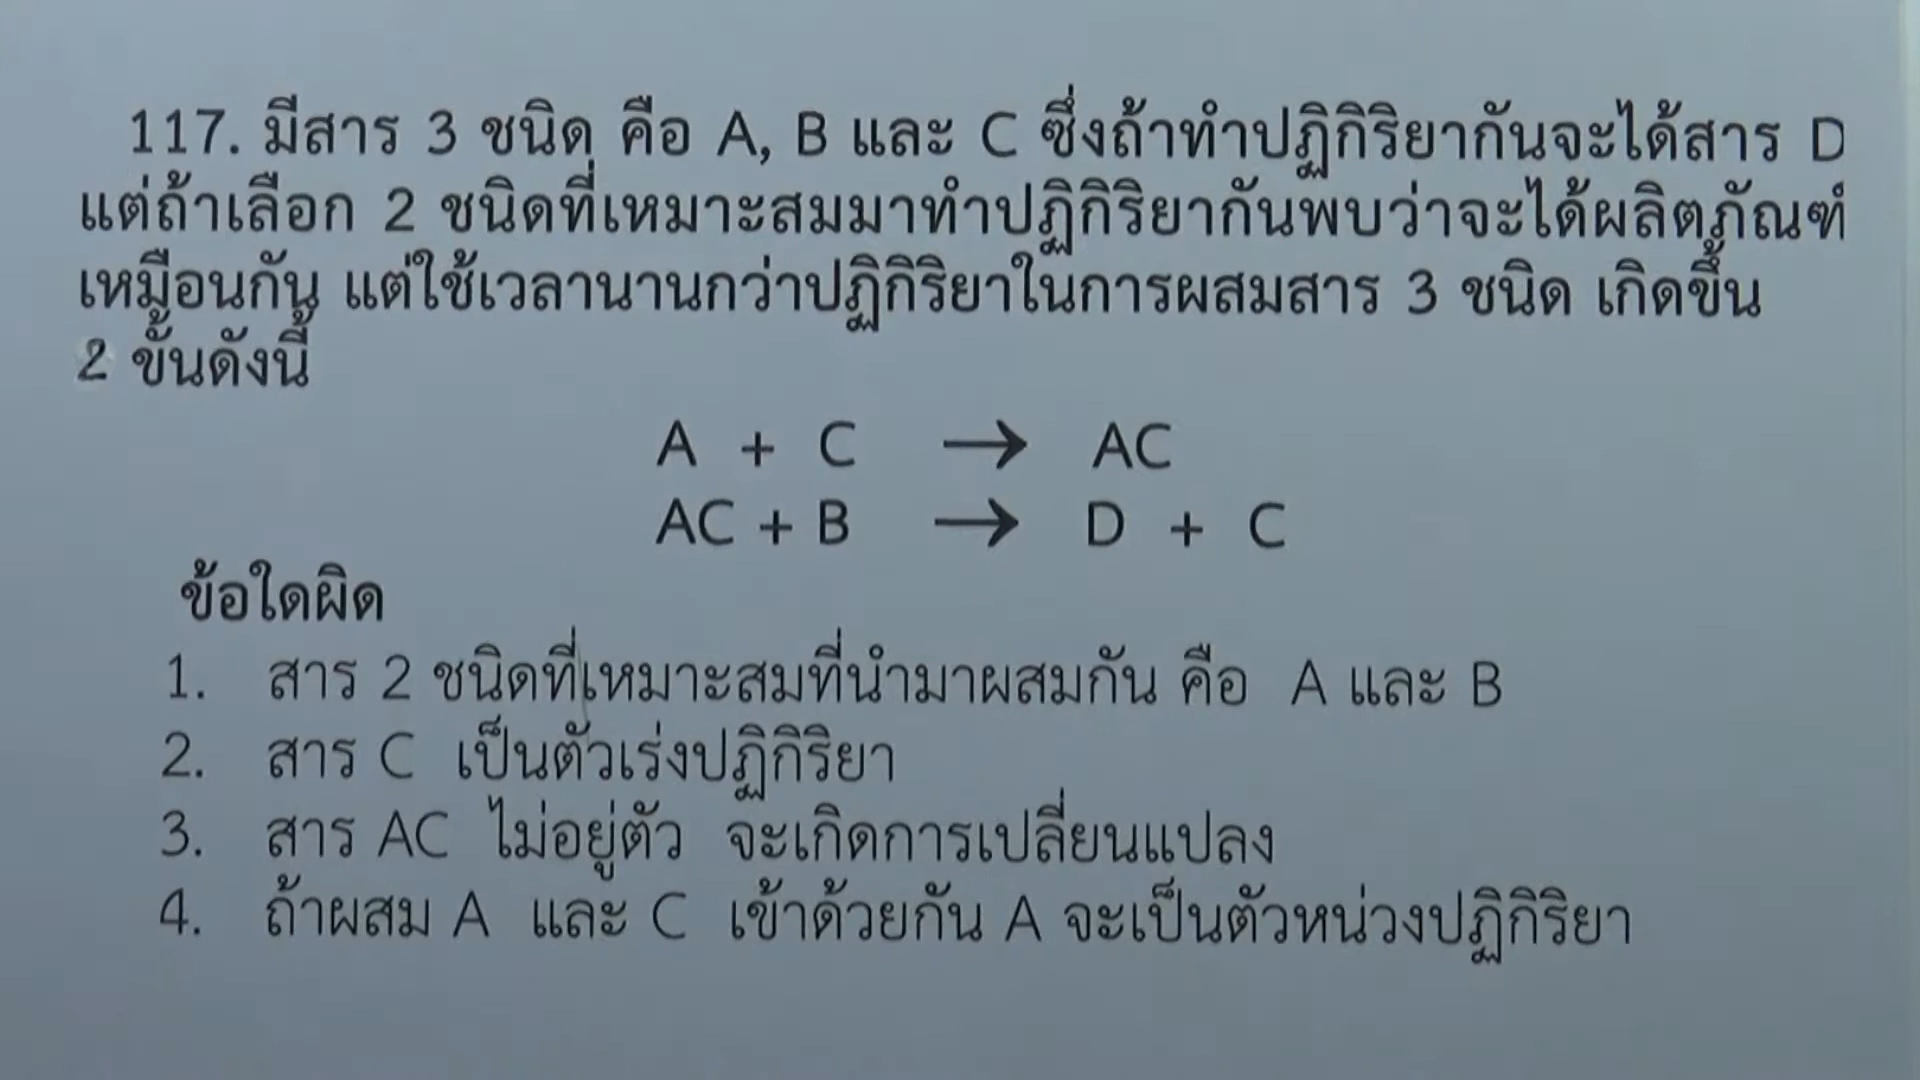 117. มีสาร 3 ชนิด คือ A, B และ C ซึ่งถ้าทำปฏิกิริยากันจะได้สาร D
แต่ถ้าเลือก 2 ชนิดที่เหมาะสมมาทำปฏิกิริยากันพบว่าจะได้ผลิตภัณฑ์
เหมือนกัน แต่ใช้เวลานานกว่าปฏิกิริยาในการผสมสาร 3 ชนิด เกิดขึ้น
2 ขั้นดังนี้
A + C → AC
AC + B → D + C
ข้อใดผิด
1. สาร 2 ชนิดที่เหมาะสมที่นำมาผสมกัน คือ A และ B
2. สาร C เป็นตัวเร่งปฏิกิริยา
3. สาร AC ไม่อยู่ตัว จะเกิดการเปลี่ยนแปลง
4. ถ้าผสม A และ C เข้าด้วยกัน A จะเป็นตัวหน่วงปฏิกิริยา